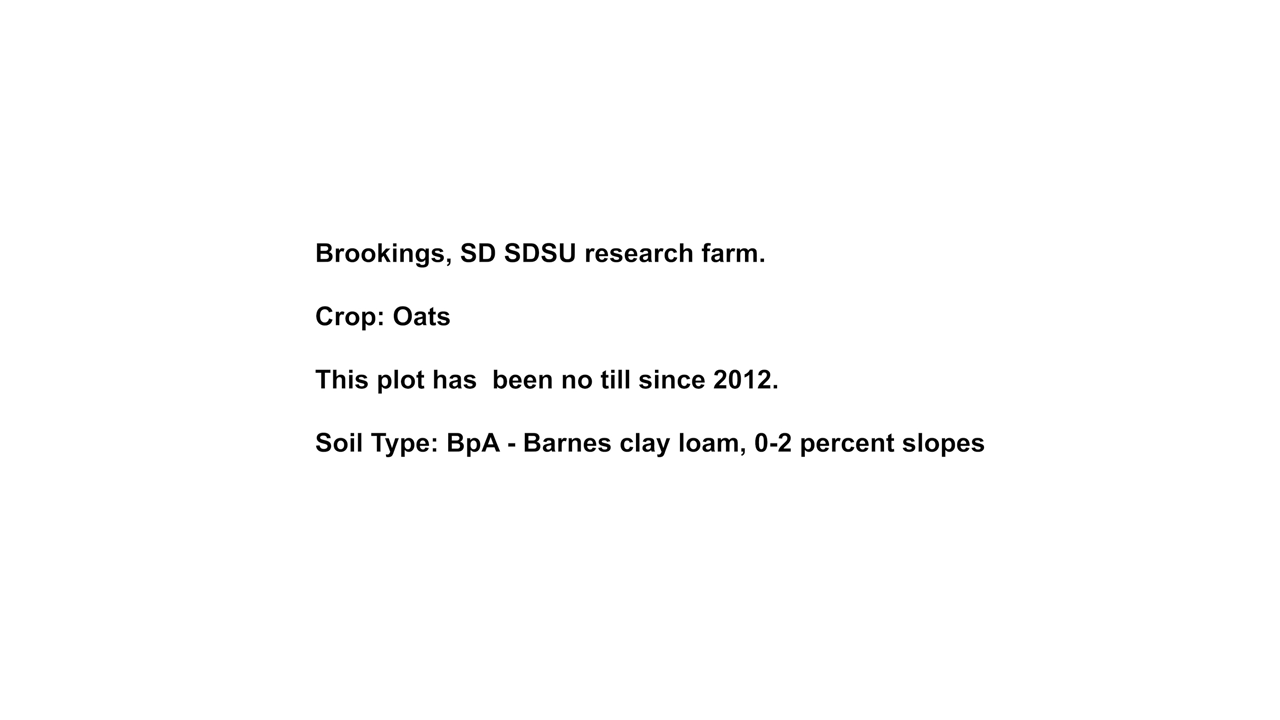 Brookings, SD SDSU research farm.
Crop: Oats
This plot has  been no till since 2012.
Soil Type: BpA - Barnes clay loam, 0-2 percent slopes